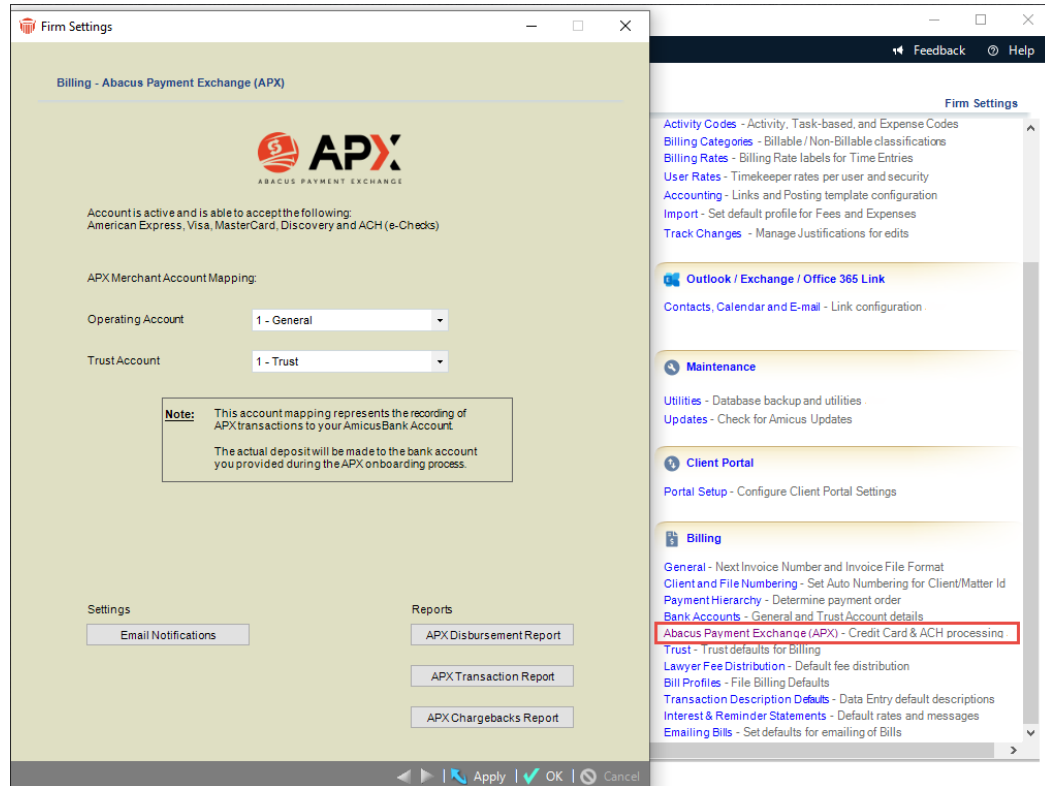 Firm Settings
Billing - Abacus Payment Exchange (APX)
APX
ABACUS PAYMENT EXCHANGE
Account is active and is able to accept the following:
American Express, Visa, MasterCard, Discovery and ACH (e-Checks)
APX Merchant Account Mapping:
Operating Account
1 - General
Trust Account
1 - Trust
Note: This account mapping represents the recording of
APX transactions to your Amicus Bank Account.
The actual deposit will be made to the bank account
you provided during the APX onboarding process.
Settings
Email Notifications
Reports
APX Disbursement Report
APX Transaction Report
APX Chargebacks Report
Apply
OK
Cancel
Feedback
Help
Firm Settings
Activity Codes - Activity, Task-based, and Expense Codes
Billing Categories - Billable / Non-Billable classifications
Billing Rates - Billing Rate labels for Time Entries
User Rates - Timekeeper rates per user and security
Accounting - Links and Posting template configuration
Import - Set default profile for Fees and Expenses
Track Changes - Manage Justifications for edits
Outlook / Exchange / Office 365 Link
Contacts, Calendar and E-mail - Link configuration
Maintenance
Utilities - Database backup and utilities
Updates - Check for Amicus Updates
Client Portal
Portal Setup - Configure Client Portal Settings
Billing
General - Next Invoice Number and Invoice File Format
Client and File Numbering - Set Auto Numbering for Client/Matter Id
Payment Hierarchy - Determine payment order
Bank Accounts - General and Trust Account details
Abacus Payment Exchange (APX) - Credit Card & ACH processing
Trust - Trust defaults for Billing
Lawyer Fee Distribution - Default fee distribution
Bill Profiles - File Billing Defaults
Transaction Description Defaults - Data Entry default descriptions
Interest & Reminder Statements - Default rates and messages
Emailing Bills - Set defaults for emailing of Bills